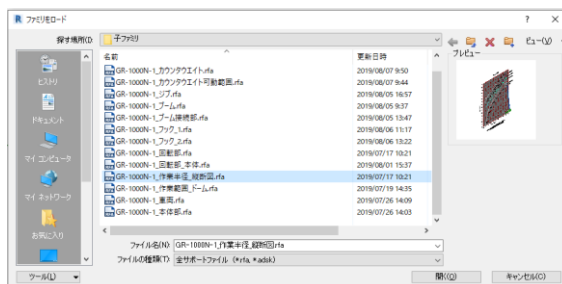 ファミリをロード
探す場所(I):
子ファミリ
ビュー(V)
名前
更新日時
プレビュー
GR-1000N-1_カウンタウエイト.rfa 2019/08/07 9:50
GR-1000N-1_カウンタウエイト可動範囲.rfa 2019/08/07 9:44
GR-1000N-1_ジブ.rfa 2019/08/05 16:57
GR-1000N-1_ブーム.rfa 2019/08/05 9:37
GR-1000N-1_ブーム接続部.rfa 2019/08/05 13:47
GR-1000N-1_フック_1.rfa 2019/08/06 11:17
GR-1000N-1_フック_2.rfa 2019/08/06 13:22
GR-1000N-1_回転部.rfa 2019/07/17 10:21
GR-1000N-1_回転部_本体.rfa 2019/08/01 15:37
GR-1000N-1_作業半径_縦断図.rfa 2019/07/17 10:21
GR-1000N-1_作業範囲_ドーム.rfa 2019/07/19 14:35
GR-1000N-1_車両.rfa 2019/07/26 14:09
GR-1000N-1_本体部.rfa 2019/07/26 14:03
ヒストリ
ドキュメント
マイ コンピュータ
マイ ネットワーク
お気に入り
ファイル名(N): GR-1000N-1_作業半径_縦断図.rfa
ファイルの種類(T): 全サポートファイル (*.rfa, *.adsk)
ツール(L)
開く(O)
キャンセル(C)